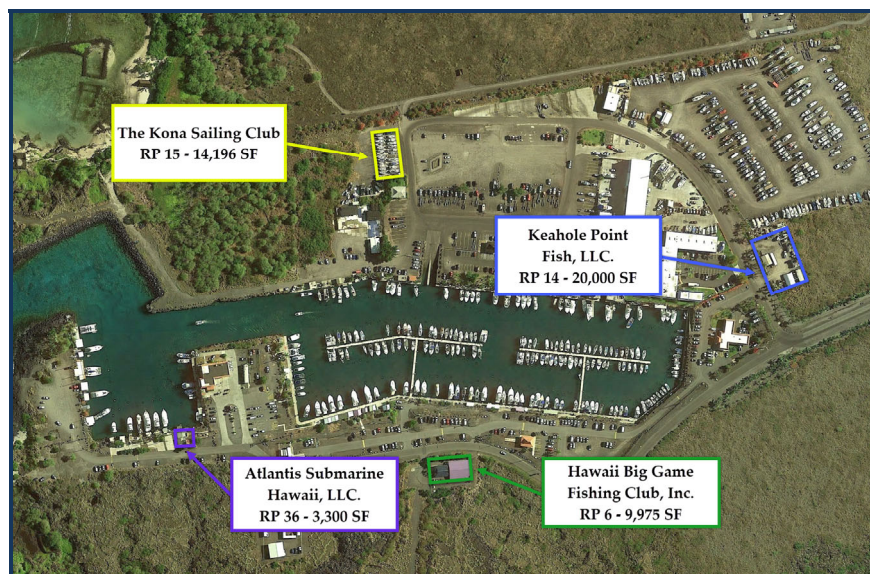 The Kona Sailing Club
RP 15 - 14,196 SF
Keahole Point
Fish, LLC.
RP 14 - 20,000 SF
Atlantis Submarine
Hawaii, LLC.
RP 36 - 3,300 SF
Hawaii Big Game
Fishing Club, Inc.
RP 6 - 9,975 SF